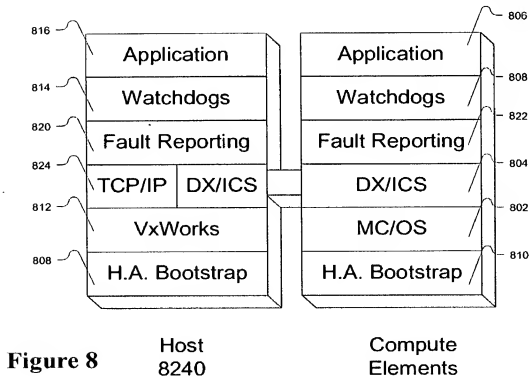 816 Application Application 806
814 Watchdogs Watchdogs 808
820 Fault Reporting Fault Reporting 822
824 TCP/IP DX/ICS DX/ICS 804
812 VxWorks MC/OS 802
808 H.A. Bootstrap H.A. Bootstrap 810
Figure 8
Host
8240
Compute
Elements